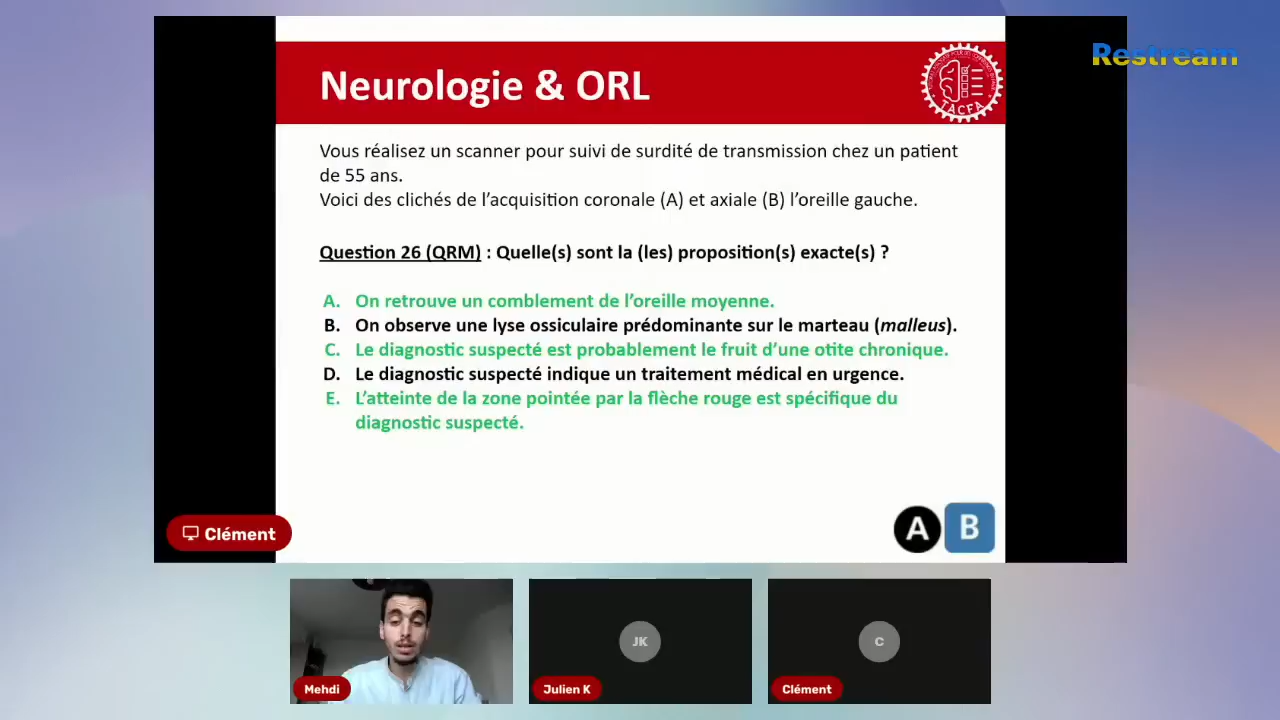 Restream
Neurologie & ORL
TACFA
Vous réalisez un scanner pour suivi de surdité de transmission chez un patient
de 55 ans.
Voici des clichés de l’acquisition coronale (A) et axiale (B) l’oreille gauche.
Question 26 (QRM) : Quelle(s) sont la (les) proposition(s) exacte(s) ?
A. On retrouve un comblement de l’oreille moyenne.
B. On observe une lyse ossiculaire prédominante sur le marteau (malleus).
C. Le diagnostic suspecté est probablement le fruit d’une otite chronique.
D. Le diagnostic suspecté indique un traitement médical en urgence.
E. L’atteinte de la zone pointée par la flèche rouge est spécifique du
diagnostic suspecté.
A B
Clément
JK
C
Mehdi
Julien K
Clément